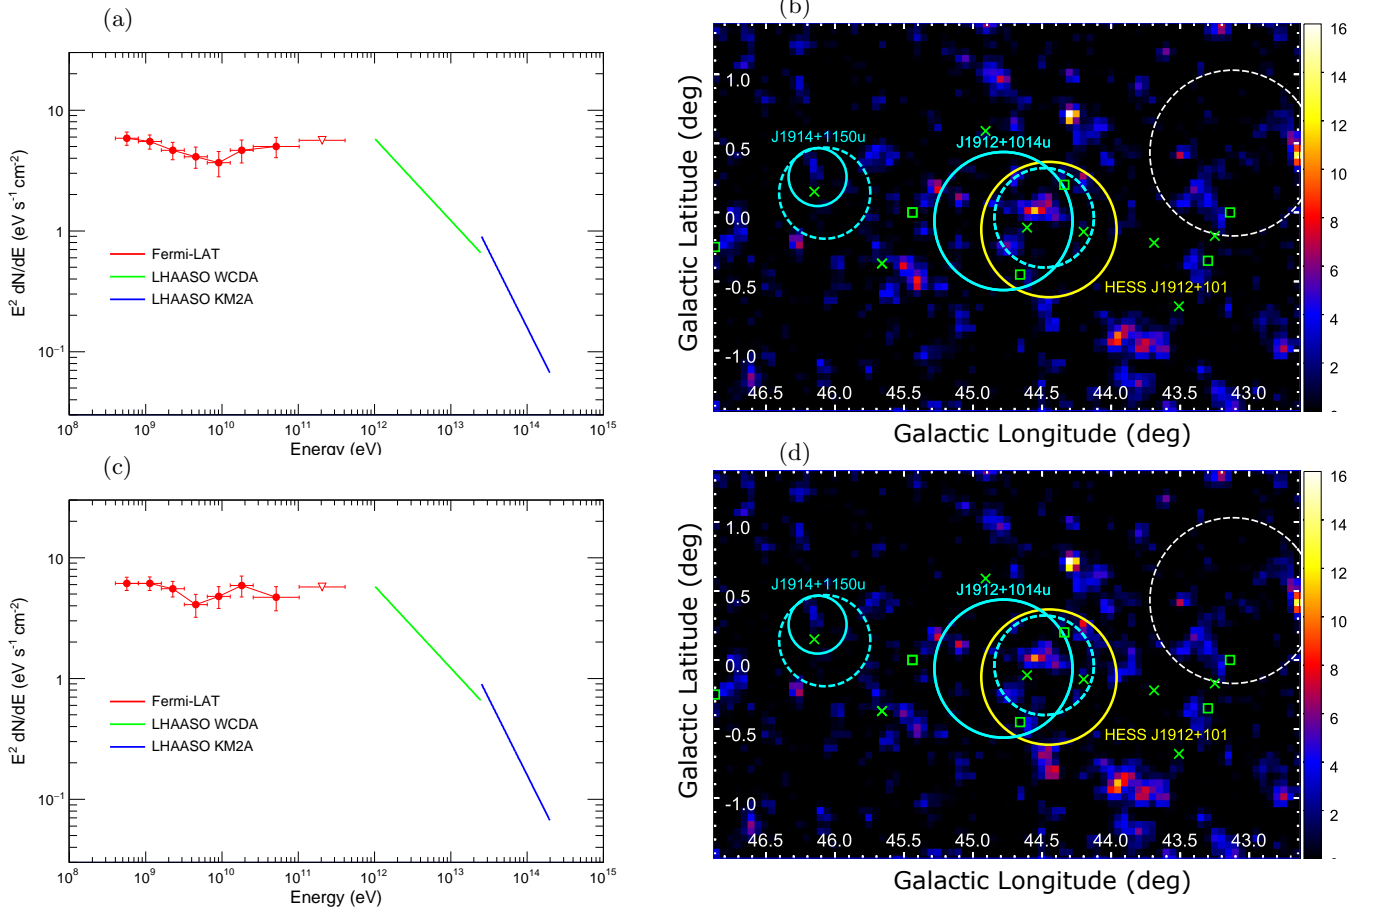 (a)
E² dN/dE (eV s⁻¹ cm⁻²)
10
1
10⁻¹
Fermi-LAT
LHAASO WCDA
LHAASO KM2A
10⁸ 10⁹ 10¹⁰ 10¹¹ 10¹² 10¹³ 10¹⁴ 10¹⁵
Energy (eV)
(b)
Galactic Latitude (deg)
1.0
0.5
0.0
-0.5
-1.0
J1914+1150u
J1912+1014u
HESS J1912+101
46.5 46.0 45.5 45.0 44.5 44.0 43.5 43.0
Galactic Longitude (deg)
16
14
12
10
8
6
4
2
(c)
E² dN/dE (eV s⁻¹ cm⁻²)
10
1
10⁻¹
Fermi-LAT
LHAASO WCDA
LHAASO KM2A
10⁸ 10⁹ 10¹⁰ 10¹¹ 10¹² 10¹³ 10¹⁴ 10¹⁵
Energy (eV)
(d)
Galactic Latitude (deg)
1.0
0.5
0.0
-0.5
-1.0
J1914+1150u
J1912+1014u
HESS J1912+101
46.5 46.0 45.5 45.0 44.5 44.0 43.5 43.0
Galactic Longitude (deg)
16
14
12
10
8
6
4
2